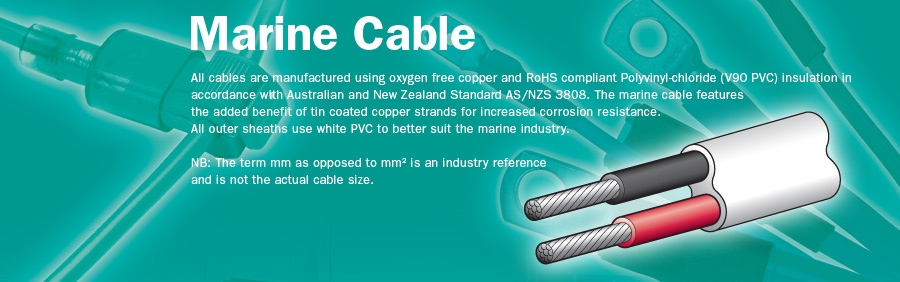 Marine Cable
All cables are manufactured using oxygen free copper and RoHS compliant Polyvinyl-chloride (V90 PVC) insulation in
accordance with Australian and New Zealand Standard AS/NZS 3808. The marine cable features
the added benefit of tin coated copper strands for increased corrosion resistance.
All outer sheaths use white PVC to better suit the marine industry.
NB: The term mm as opposed to mm² is an industry reference
and is not the actual cable size.